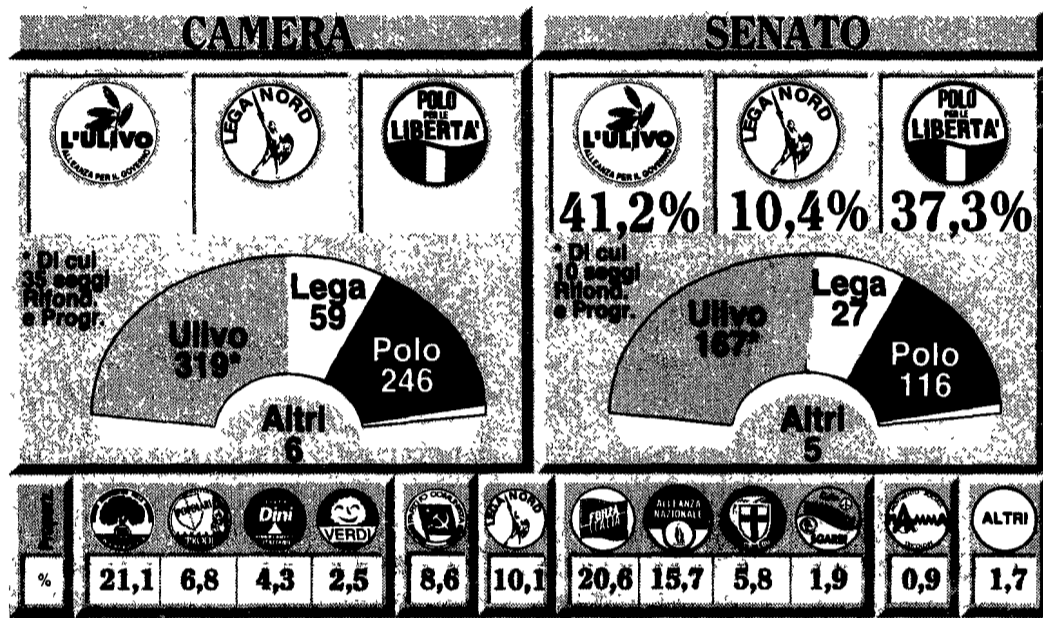 CAMERA
SENATO
L'ULIVO
ALLEANZA PER IL GOVERNO
LEGA NORD
POLO
PER LE
LIBERTA'
L'ULIVO
ALLEANZA PER IL GOVERNO
LEGA NORD
POLO
PER LE
LIBERTA'
41,2%
10,4%
37,3%
* Di cui
35 seggi
Rifond.
e Progr.
Ulivo
319*
Lega
59
Polo
246
Altri
6
* Di cui
10 seggi
Rifond.
e Progr.
Ulivo
167*
Lega
27
Polo
116
Altri
5
POPOLARI
Dini
VERDI
LEGA NORD
FORZA
ITALIA
ALLEANZA
NAZIONALE
SGARBI
ALTRI
%
21,1
6,8
4,3
2,5
8,6
10,1
20,6
15,7
5,8
1,9
0,9
1,7